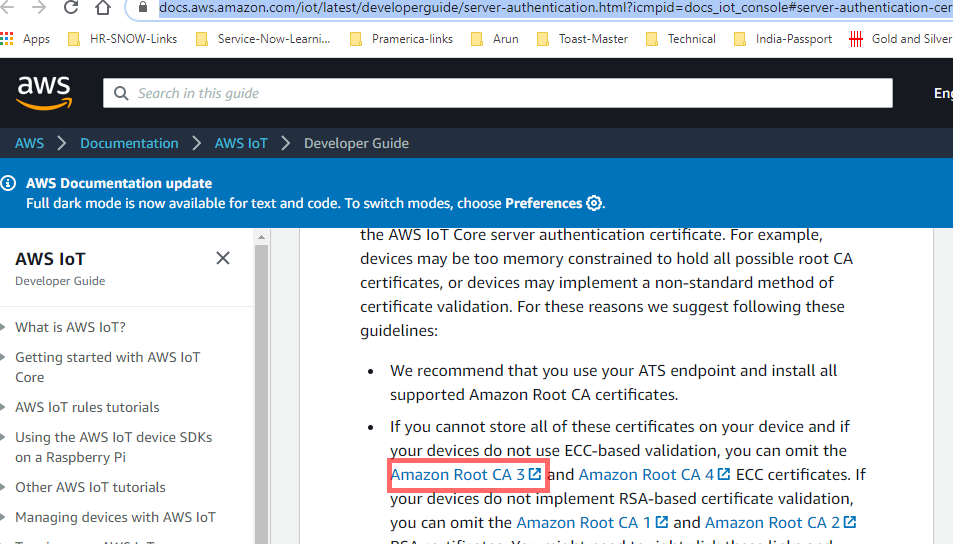 docs.aws.amazon.com/iot/latest/developerguide/server-authentication.html?icmpid=docs_iot_console#server-authentication-cer
Apps HR-SNOW-Links Service-Now-Learni... Pramerica-links Arun Toast-Master Technical India-Passport Gold and Silver
aws Search in this guide Eng
AWS Documentation AWS IoT Developer Guide
AWS Documentation update
Full dark mode is now available for text and code. To switch modes, choose Preferences.
AWS IoT
Developer Guide
What is AWS IoT?
Getting started with AWS IoT
Core
AWS IoT rules tutorials
Using the AWS IoT device SDKs
on a Raspberry Pi
Other AWS IoT tutorials
Managing devices with AWS IoT
the AWS IoT Core server authentication certificate. For example,
devices may be too memory constrained to hold all possible root CA
certificates, or devices may implement a non-standard method of
certificate validation. For these reasons we suggest following these
guidelines:
• We recommend that you use your ATS endpoint and install all
supported Amazon Root CA certificates.
• If you cannot store all of these certificates on your device and if
your devices do not use ECC-based validation, you can omit the
Amazon Root CA 3 and Amazon Root CA 4 ECC certificates. If
your devices do not implement RSA-based certificate validation,
you can omit the Amazon Root CA 1 and Amazon Root CA 2
RSA certificates. You might need to right click these links and